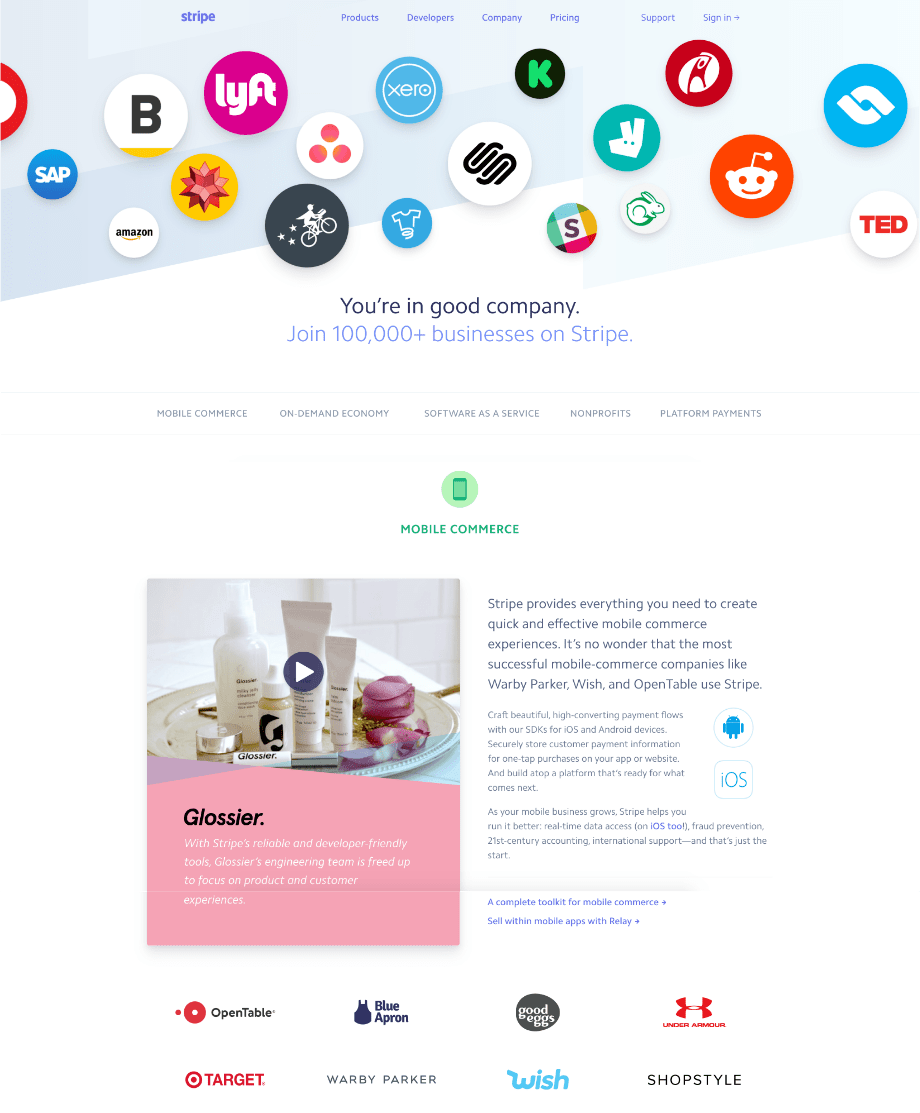 stripe
Products Developers Company Pricing Support Sign in →
B
lyft
xero
K
SAP
amazon
S
TED
You're in good company.
Join 100,000+ businesses on Stripe.
MOBILE COMMERCE ON-DEMAND ECONOMY SOFTWARE AS A SERVICE NONPROFITS PLATFORM PAYMENTS
MOBILE COMMERCE
Glossier.
Glossier.
Glossier.
Glossier.
With Stripe's reliable and developer-friendly
tools, Glossier's engineering team is freed up
to focus on product and customer
experiences.
Stripe provides everything you need to create
quick and effective mobile commerce
experiences. It's no wonder that the most
successful mobile-commerce companies like
Warby Parker, Wish, and OpenTable use Stripe.
Craft beautiful, high-converting payment flows
with our SDKs for iOS and Android devices.
Securely store customer payment information
for one-tap purchases on your app or website.
And build atop a platform that's ready for what
comes next.
iOS
As your mobile business grows, Stripe helps you
run it better: real-time data access (on iOS too!), fraud prevention,
21st-century accounting, international support—and that's just the
start.
A complete toolkit for mobile commerce →
Sell within mobile apps with Relay →
OpenTable®
Blue
Apron
good
eggs
UNDER ARMOUR
TARGET
WARBY PARKER
wish
SHOPSTYLE